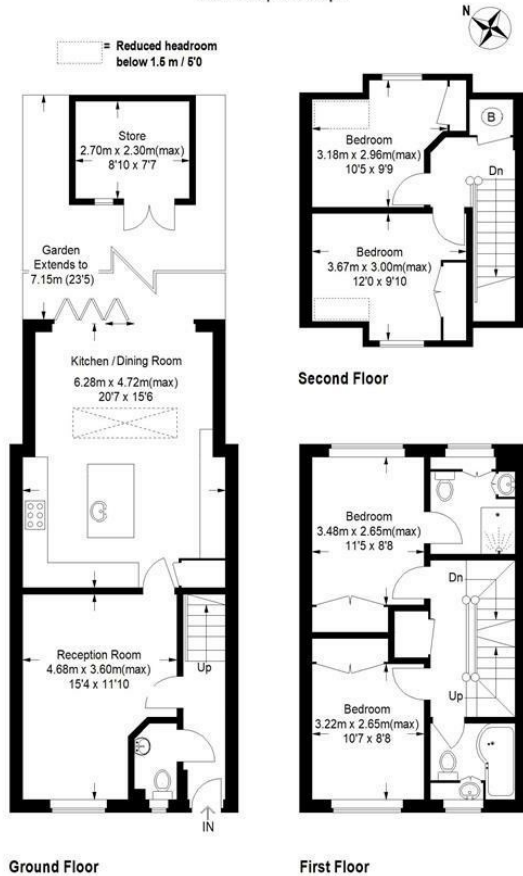 N
= Reduced headroom
below 1.5 m / 5'0
Store
2.70m x 2.30m(max)
8'10 x 7'7
Garden
Extends to
7.15m (23'5)
Kitchen / Dining Room
6.28m x 4.72m(max)
20'7 x 15'6
Reception Room
4.68m x 3.60m(max)
15'4 x 11'10
Up
IN
Ground Floor
B
Bedroom
3.18m x 2.96m(max)
10'5 x 9'9
Dn
Bedroom
3.67m x 3.00m(max)
12'0 x 9'10
Second Floor
Bedroom
3.48m x 2.65m(max)
11'5 x 8'8
Dn
Up
Bedroom
3.22m x 2.65m(max)
10'7 x 8'8
First Floor